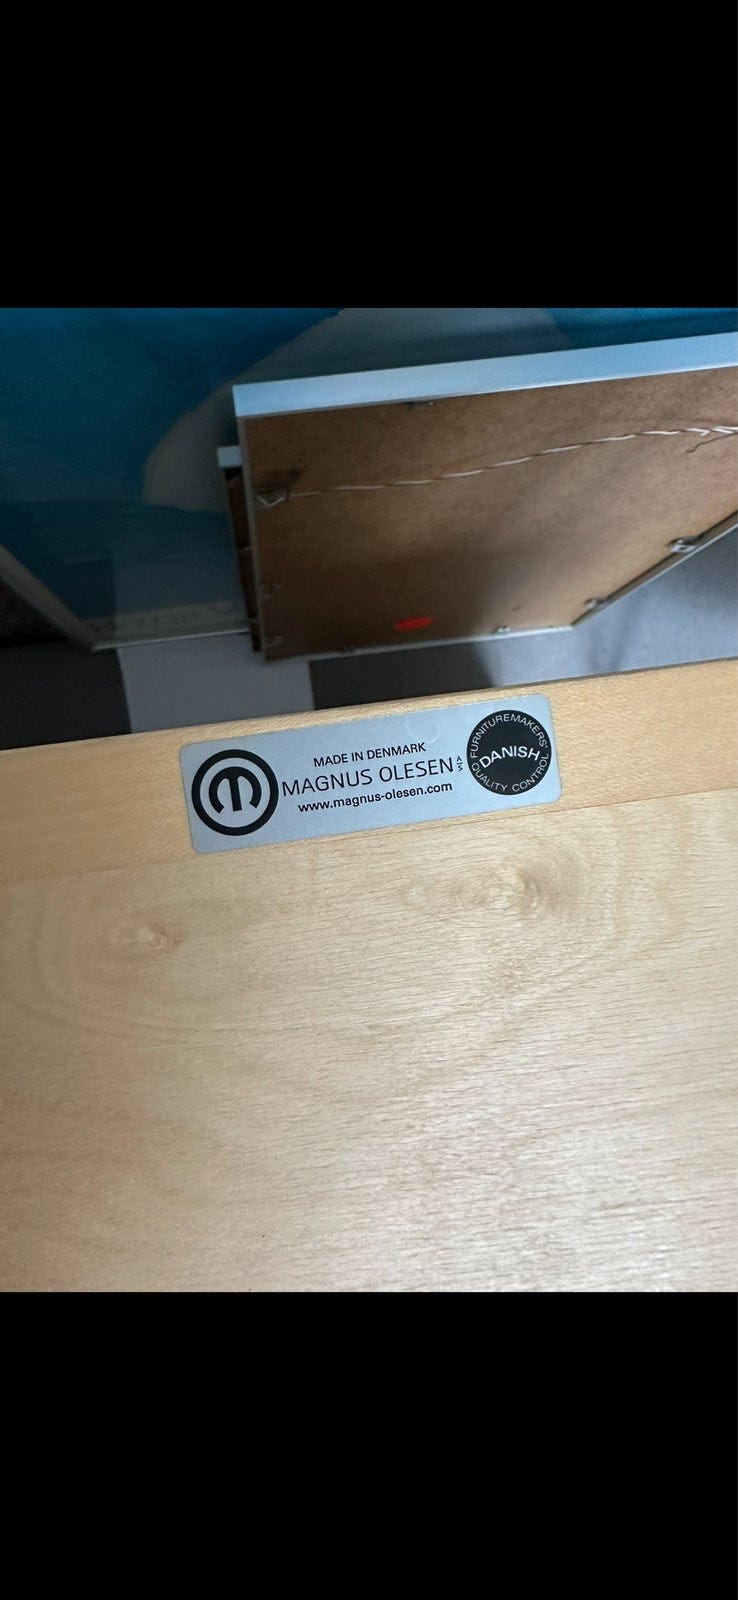 MADE IN DENMARK
MAGNUS OLESEN A/S
www.magnus-olesen.com
FURNITUREMAKERS'
DANISH
QUALITY CONTROL